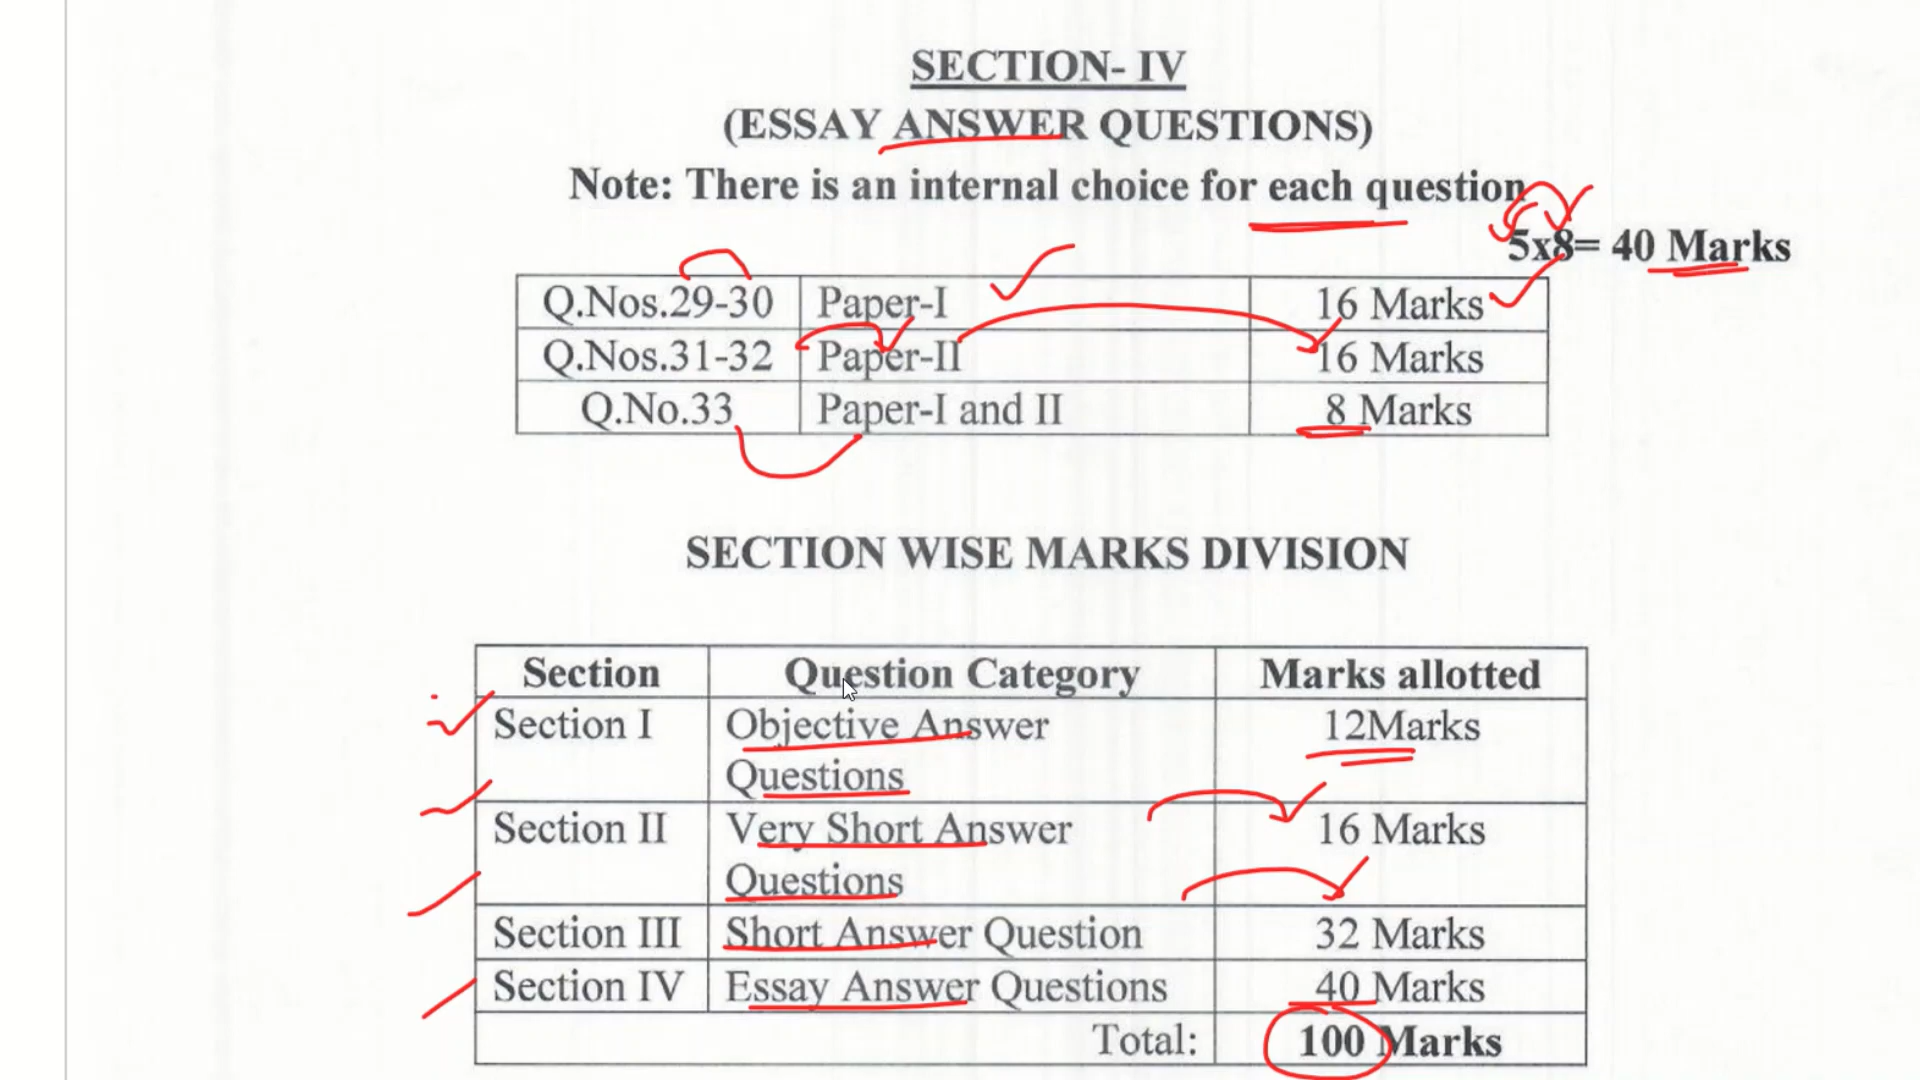 SECTION- IV
(ESSAY ANSWER QUESTIONS)
Note: There is an internal choice for each question
5x8= 40 Marks
Q.Nos.29-30 Paper-I 16 Marks
Q.Nos.31-32 Paper-II 16 Marks
Q.No.33 Paper-I and II 8 Marks
SECTION WISE MARKS DIVISION
Section Question Category Marks allotted
Section I Objective Answer 12Marks
Questions
Section II Very Short Answer 16 Marks
Questions
Section III Short Answer Question 32 Marks
Section IV Essay Answer Questions 40 Marks
Total: 100 Marks